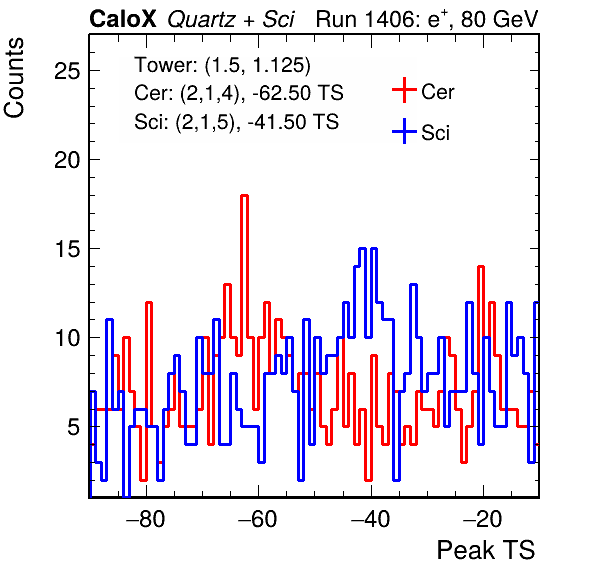 CaloX Quartz + Sci Run 1406: e⁺, 80 GeV
Counts
Tower: (1.5, 1.125)
Cer: (2,1,4), -62.50 TS
Sci: (2,1,5), -41.50 TS
Cer
Sci
25
20
15
10
5
−80 −60 −40 −20
Peak TS